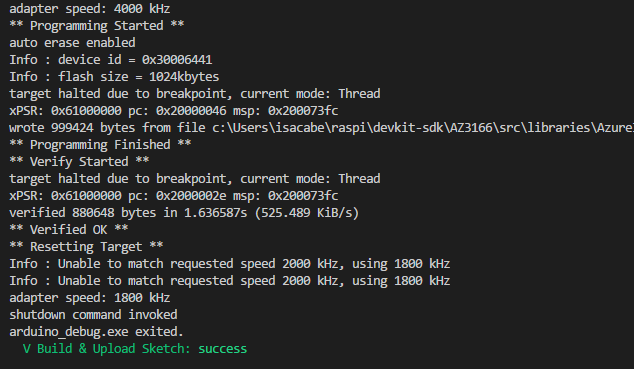 adapter speed: 4000 kHz
** Programming Started **
auto erase enabled
Info : device id = 0x30006441
Info : flash size = 1024kbytes
target halted due to breakpoint, current mode: Thread
xPSR: 0x61000000 pc: 0x20000046 msp: 0x200073fc
wrote 999424 bytes from file c:\Users\isacabe\raspi\devkit-sdk\AZ3166\src\libraries\Azure
** Programming Finished **
** Verify Started **
target halted due to breakpoint, current mode: Thread
xPSR: 0x61000000 pc: 0x2000002e msp: 0x200073fc
verified 880648 bytes in 1.636587s (525.489 KiB/s)
** Verified OK **
** Resetting Target **
Info : Unable to match requested speed 2000 kHz, using 1800 kHz
Info : Unable to match requested speed 2000 kHz, using 1800 kHz
adapter speed: 1800 kHz
shutdown command invoked
arduino_debug.exe exited.
V Build & Upload Sketch: success